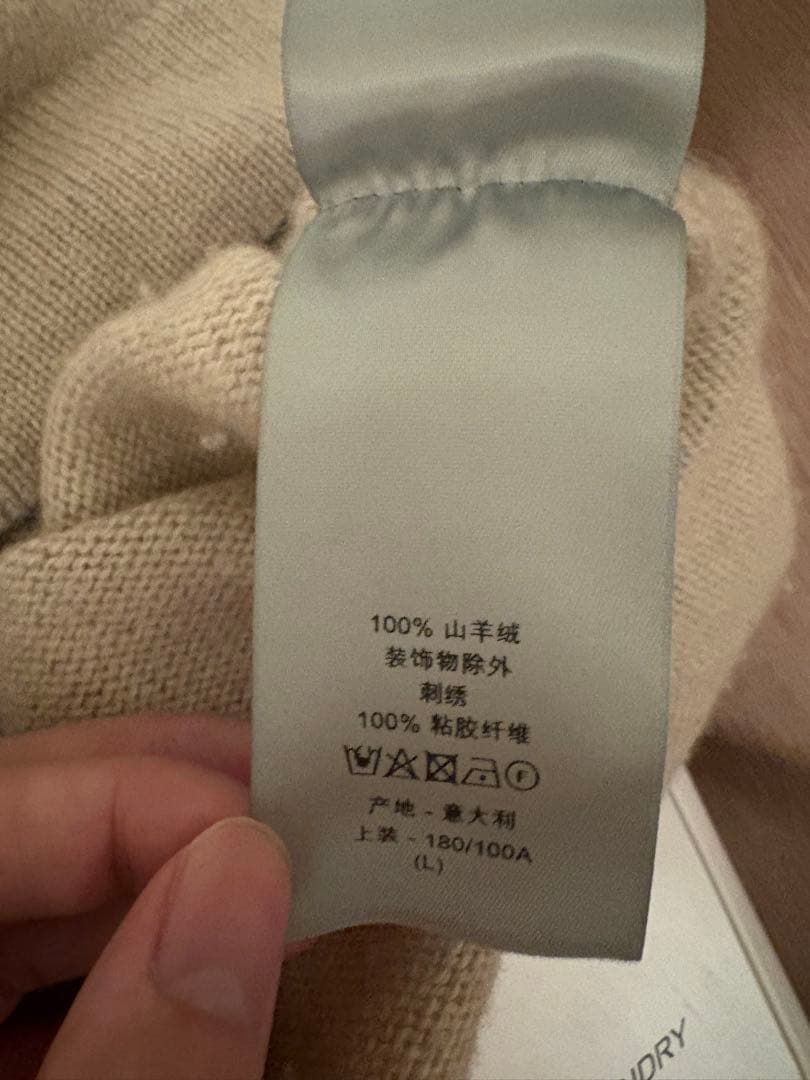 100% 山羊绒
装饰物除外
刺绣
100% 粘胶纤维
F
产地 - 意大利
上装 - 180/100A
(L)
NDRY